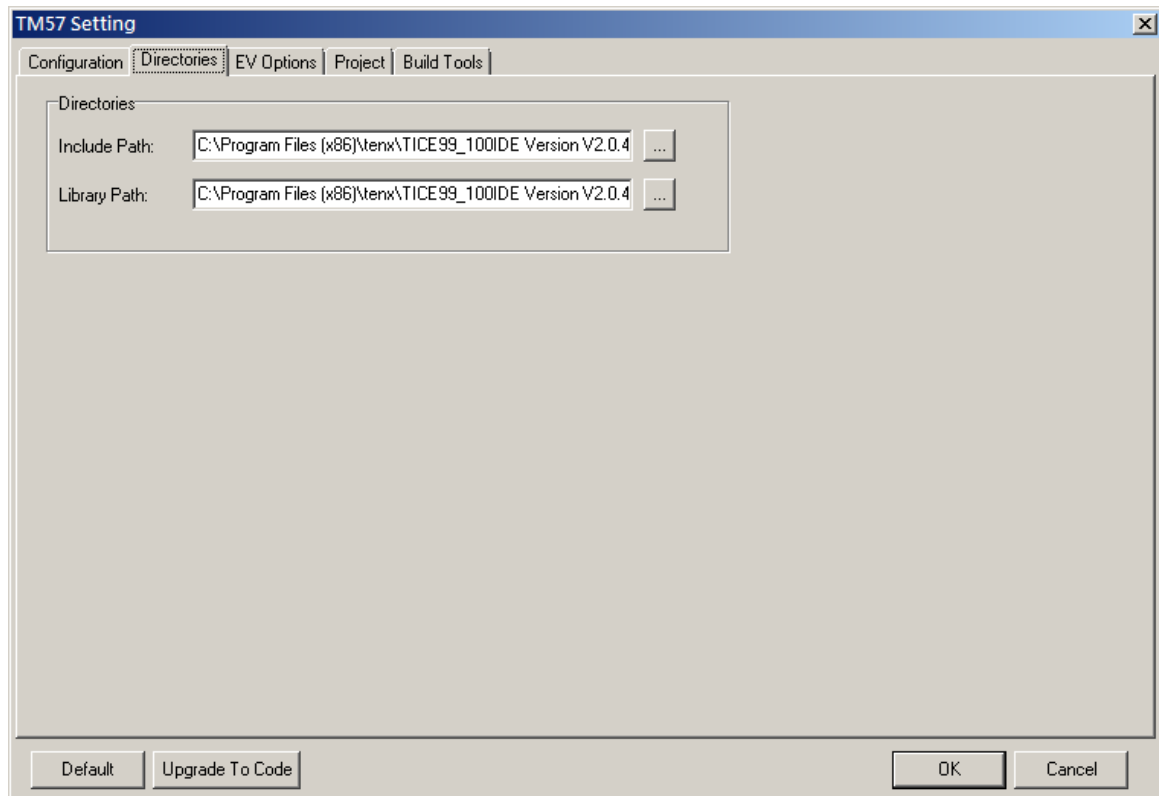 TM57 Setting
Configuration Directories EV Options Project Build Tools
Directories
Include Path: C:\Program Files (x86)\tenx\TICE99_100IDE Version V2.0.4 ...
Library Path: C:\Program Files (x86)\tenx\TICE99_100IDE Version V2.0.4 ...
Default Upgrade To Code OK Cancel